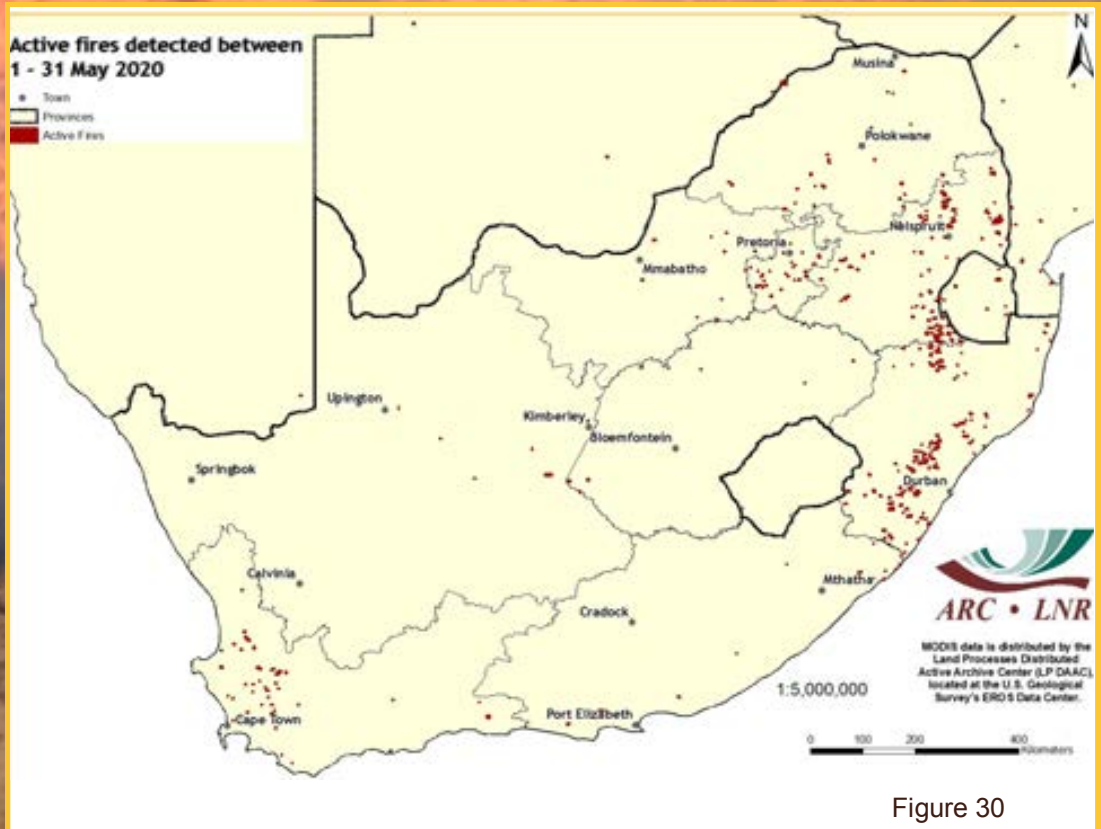 Active fires detected between
1 - 31 May 2020
Town
Provinces
Active Fires
N
Musina
Polokwane
Nelspruit
Pretoria
Mmabatho
Upington
Kimberley
Bloemfontein
Springbok
Durban
Calvinia
Mthatha
Cradock
Cape Town
Port Elizabeth
ARC • LNR
MODIS data is distributed by the
Land Processes Distributed
Active Archive Center (LP DAAC),
located at the U.S. Geological
Survey's EROS Data Center.
1:5,000,000
0 100 200 400
Kilometers
Figure 30